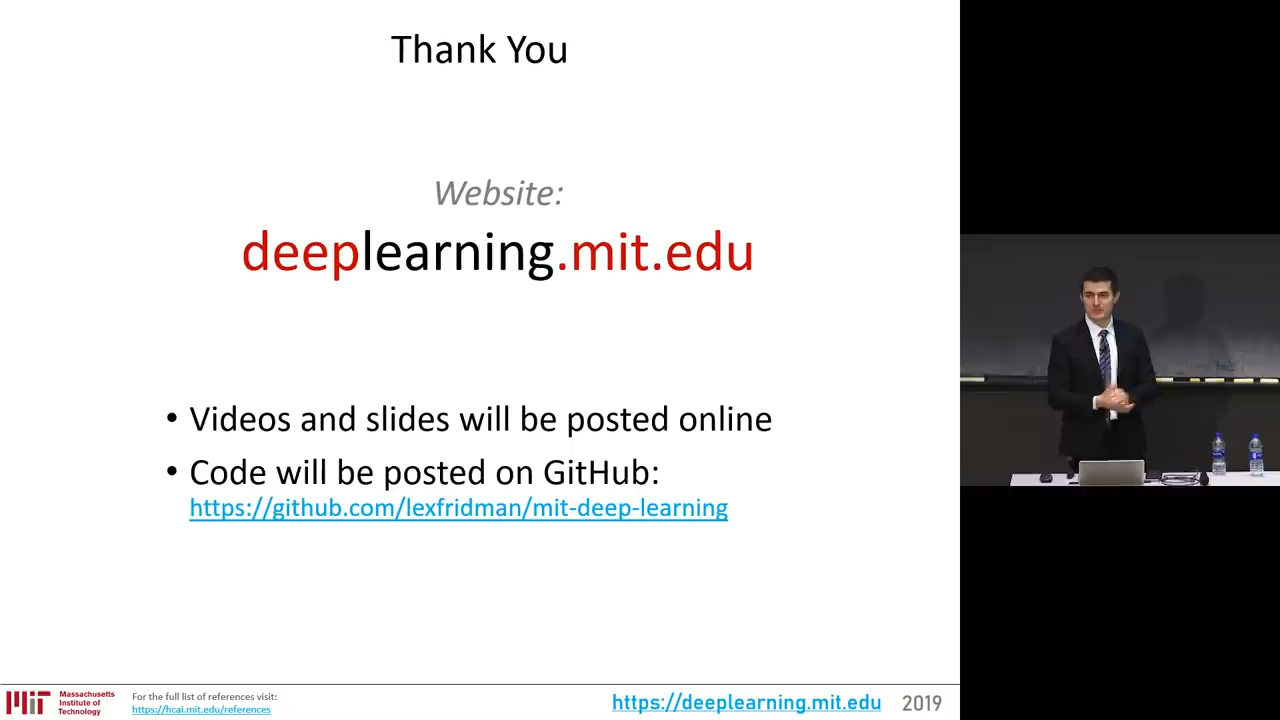 Thank You
Website:
deeplearning.mit.edu
• Videos and slides will be posted online
• Code will be posted on GitHub:
https://github.com/lexfridman/mit-deep-learning
MIT
Massachusetts
Institute of
Technology
For the full list of references visit:
https://hcai.mit.edu/references
https://deeplearning.mit.edu
2019